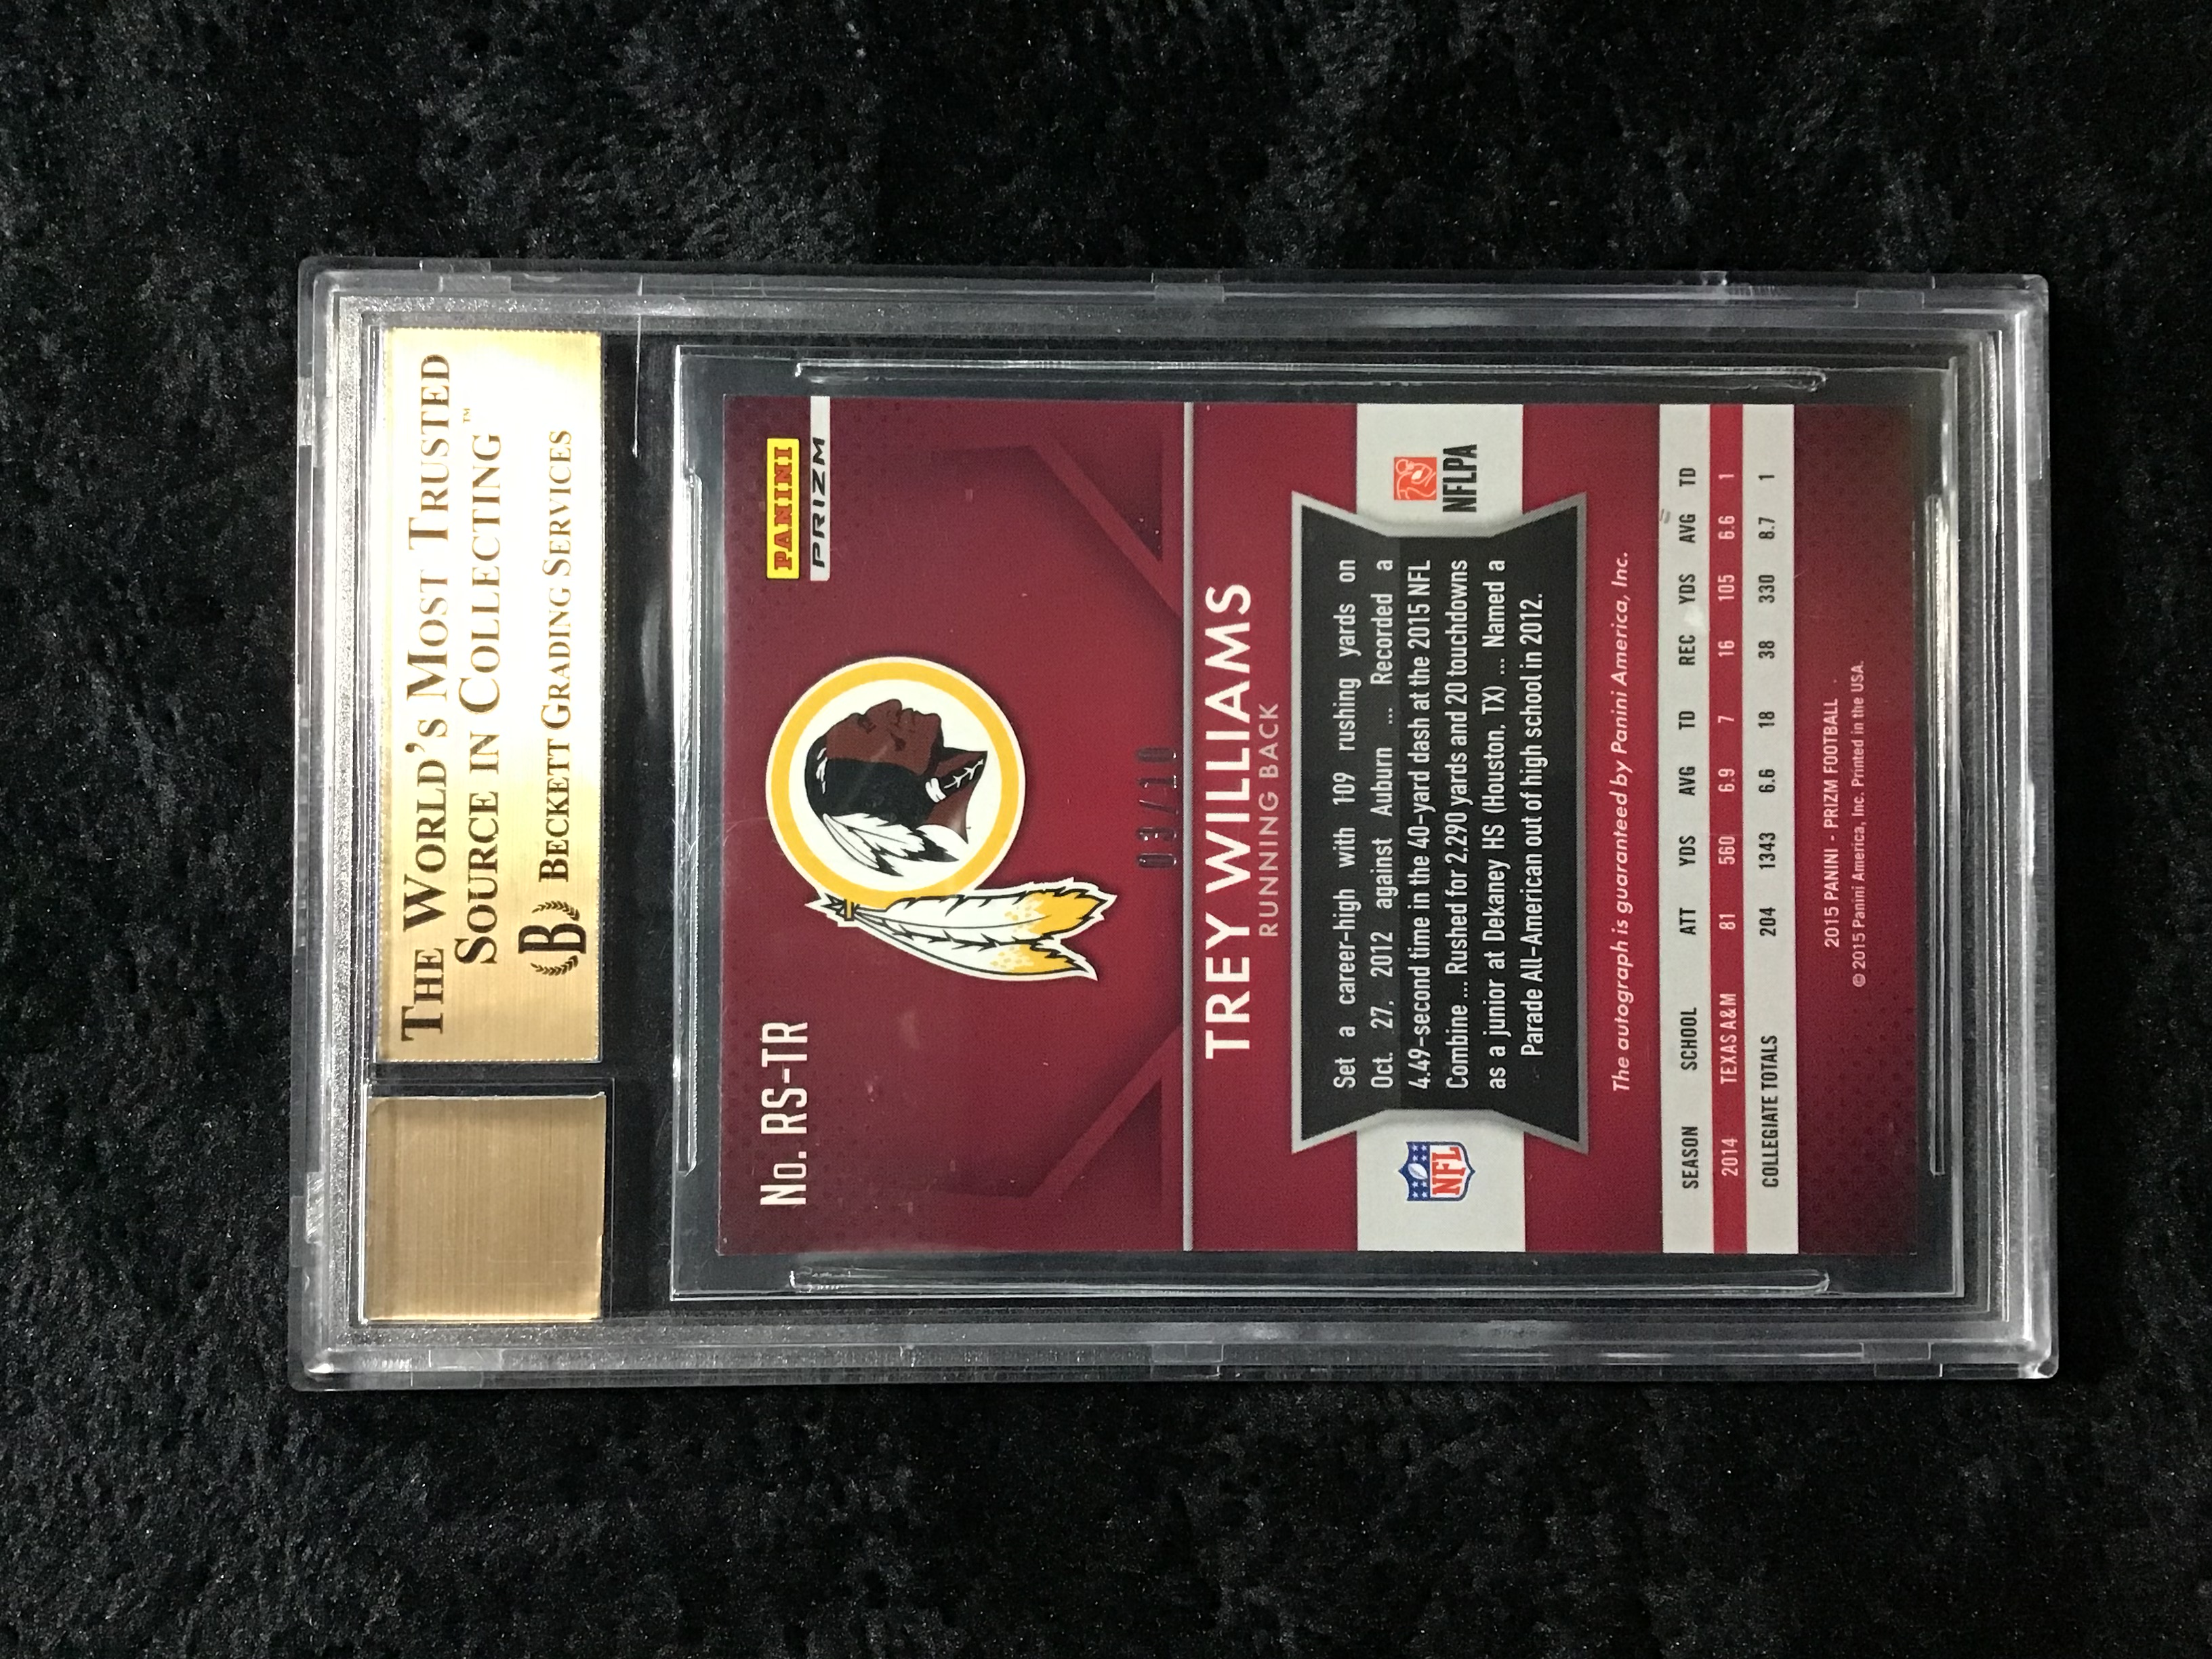 THE WORLD'S MOST TRUSTED
SOURCE IN COLLECTING™
B BECKETT GRADING SERVICES
No. RS-TR
PANINI
PRIZM
03/10
TREY WILLIAMS
RUNNING BACK
NFL
Set a career-high with 109 rushing yards on
Oct. 27, 2012 against Auburn ... Recorded a
4.49-second time in the 40-yard dash at the 2015 NFL
Combine ... Rushed for 2,290 yards and 20 touchdowns
as a junior at Dekaney HS (Houston, TX) ... Named a
Parade All-American out of high school in 2012.
NFLPA
The autograph is guaranteed by Panini America, Inc.
SEASON SCHOOL ATT YDS AVG TD REC YDS AVG TD
2014 TEXAS A&M 81 560 6.9 7 16 105 6.6 1
COLLEGIATE TOTALS 204 1343 6.6 18 38 330 8.7 1
2015 PANINI - PRIZM FOOTBALL
© 2015 Panini America, Inc. Printed in the USA.